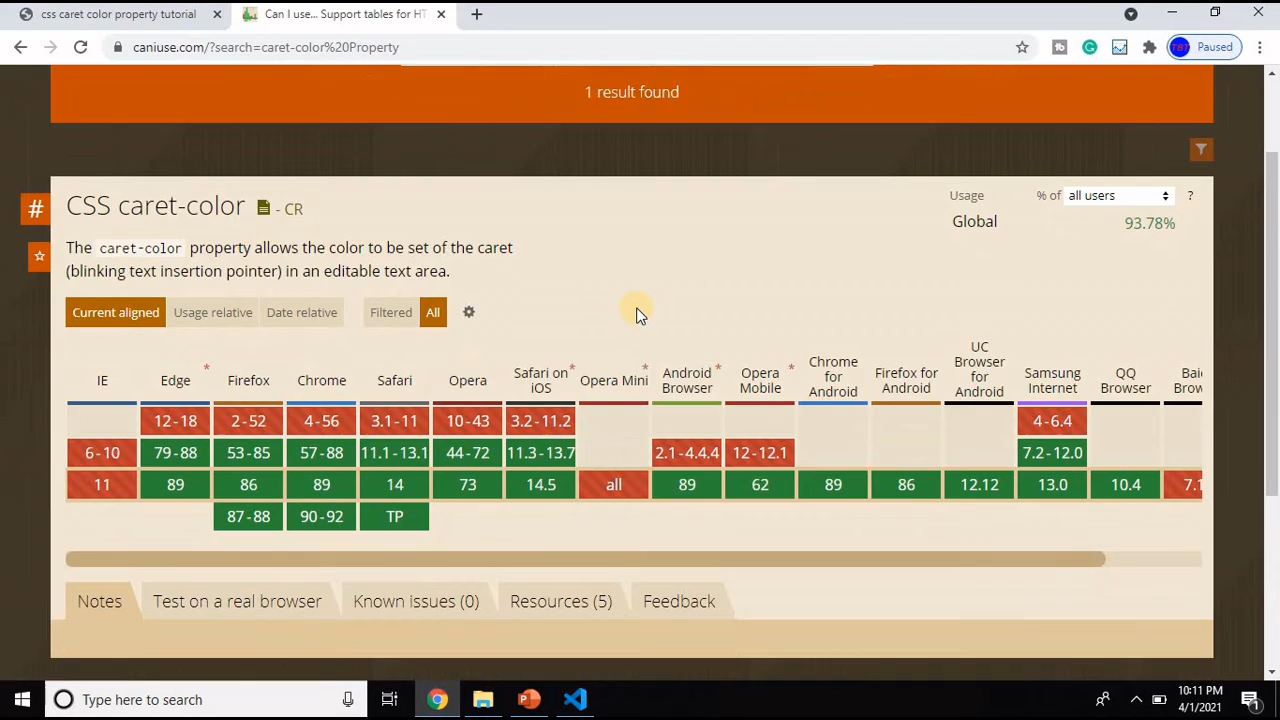 css caret color property tutorial
Can I use... Support tables for HT
caniuse.com/?search=caret-color%20Property
TBT Paused
1 result found
# CSS caret-color - CR
Usage % of all users ?
Global 93.78%
The caret-color property allows the color to be set of the caret
(blinking text insertion pointer) in an editable text area.
Current aligned Usage relative Date relative Filtered All
IE Edge * Firefox Chrome Safari Opera Safari on iOS * Opera Mini * Android Browser * Opera Mobile * Chrome for Android Firefox for Android UC Browser for Android Samsung Internet QQ Browser Bai Brow
12-18 2-52 4-56 3.1-11 10-43 3.2-11.2 4-6.4
6-10 79-88 53-85 57-88 11.1-13.1 44-72 11.3-13.7 2.1-4.4.4 12-12.1 7.2-12.0
11 89 86 89 14 73 14.5 all 89 62 89 86 12.12 13.0 10.4 7.1
87-88 90-92 TP
Notes Test on a real browser Known issues (0) Resources (5) Feedback
Type here to search
10:11 PM
4/1/2021
1